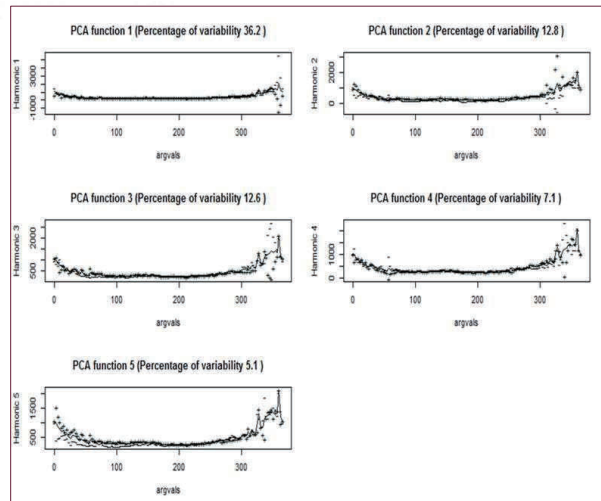 PCA function 1 (Percentage of variability 36.2 )
Harmonic 1
-1000 1000 3000
0 100 200 300
argvals
PCA function 2 (Percentage of variability 12.8 )
Harmonic 2
0 2000
0 100 200 300
argvals
PCA function 3 (Percentage of variability 12.6 )
Harmonic 3
500 2000
0 100 200 300
argvals
PCA function 4 (Percentage of variability 7.1 )
Harmonic 4
0 1000
0 100 200 300
argvals
PCA function 5 (Percentage of variability 5.1 )
Harmonic 5
500 1500
0 100 200 300
argvals